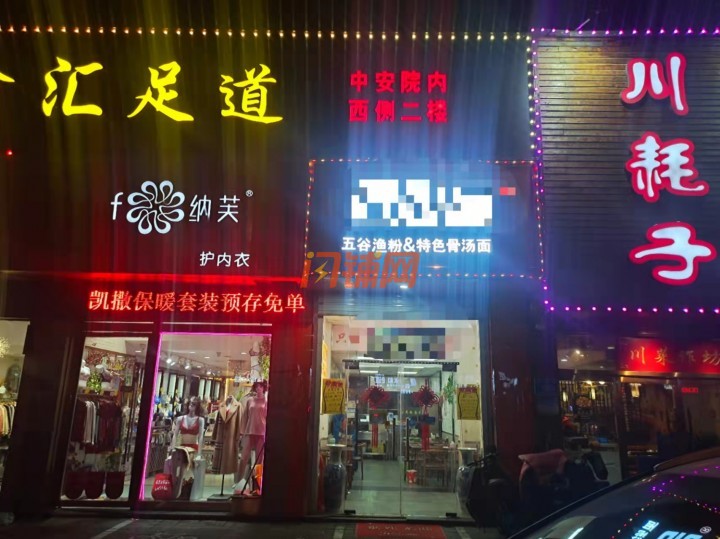 汇足道
中安院内
西侧二楼
川耗子
f 纳芙®
护内衣
五谷渔粉&特色骨汤面
闪铺网
凯撒保暖套装预存免单